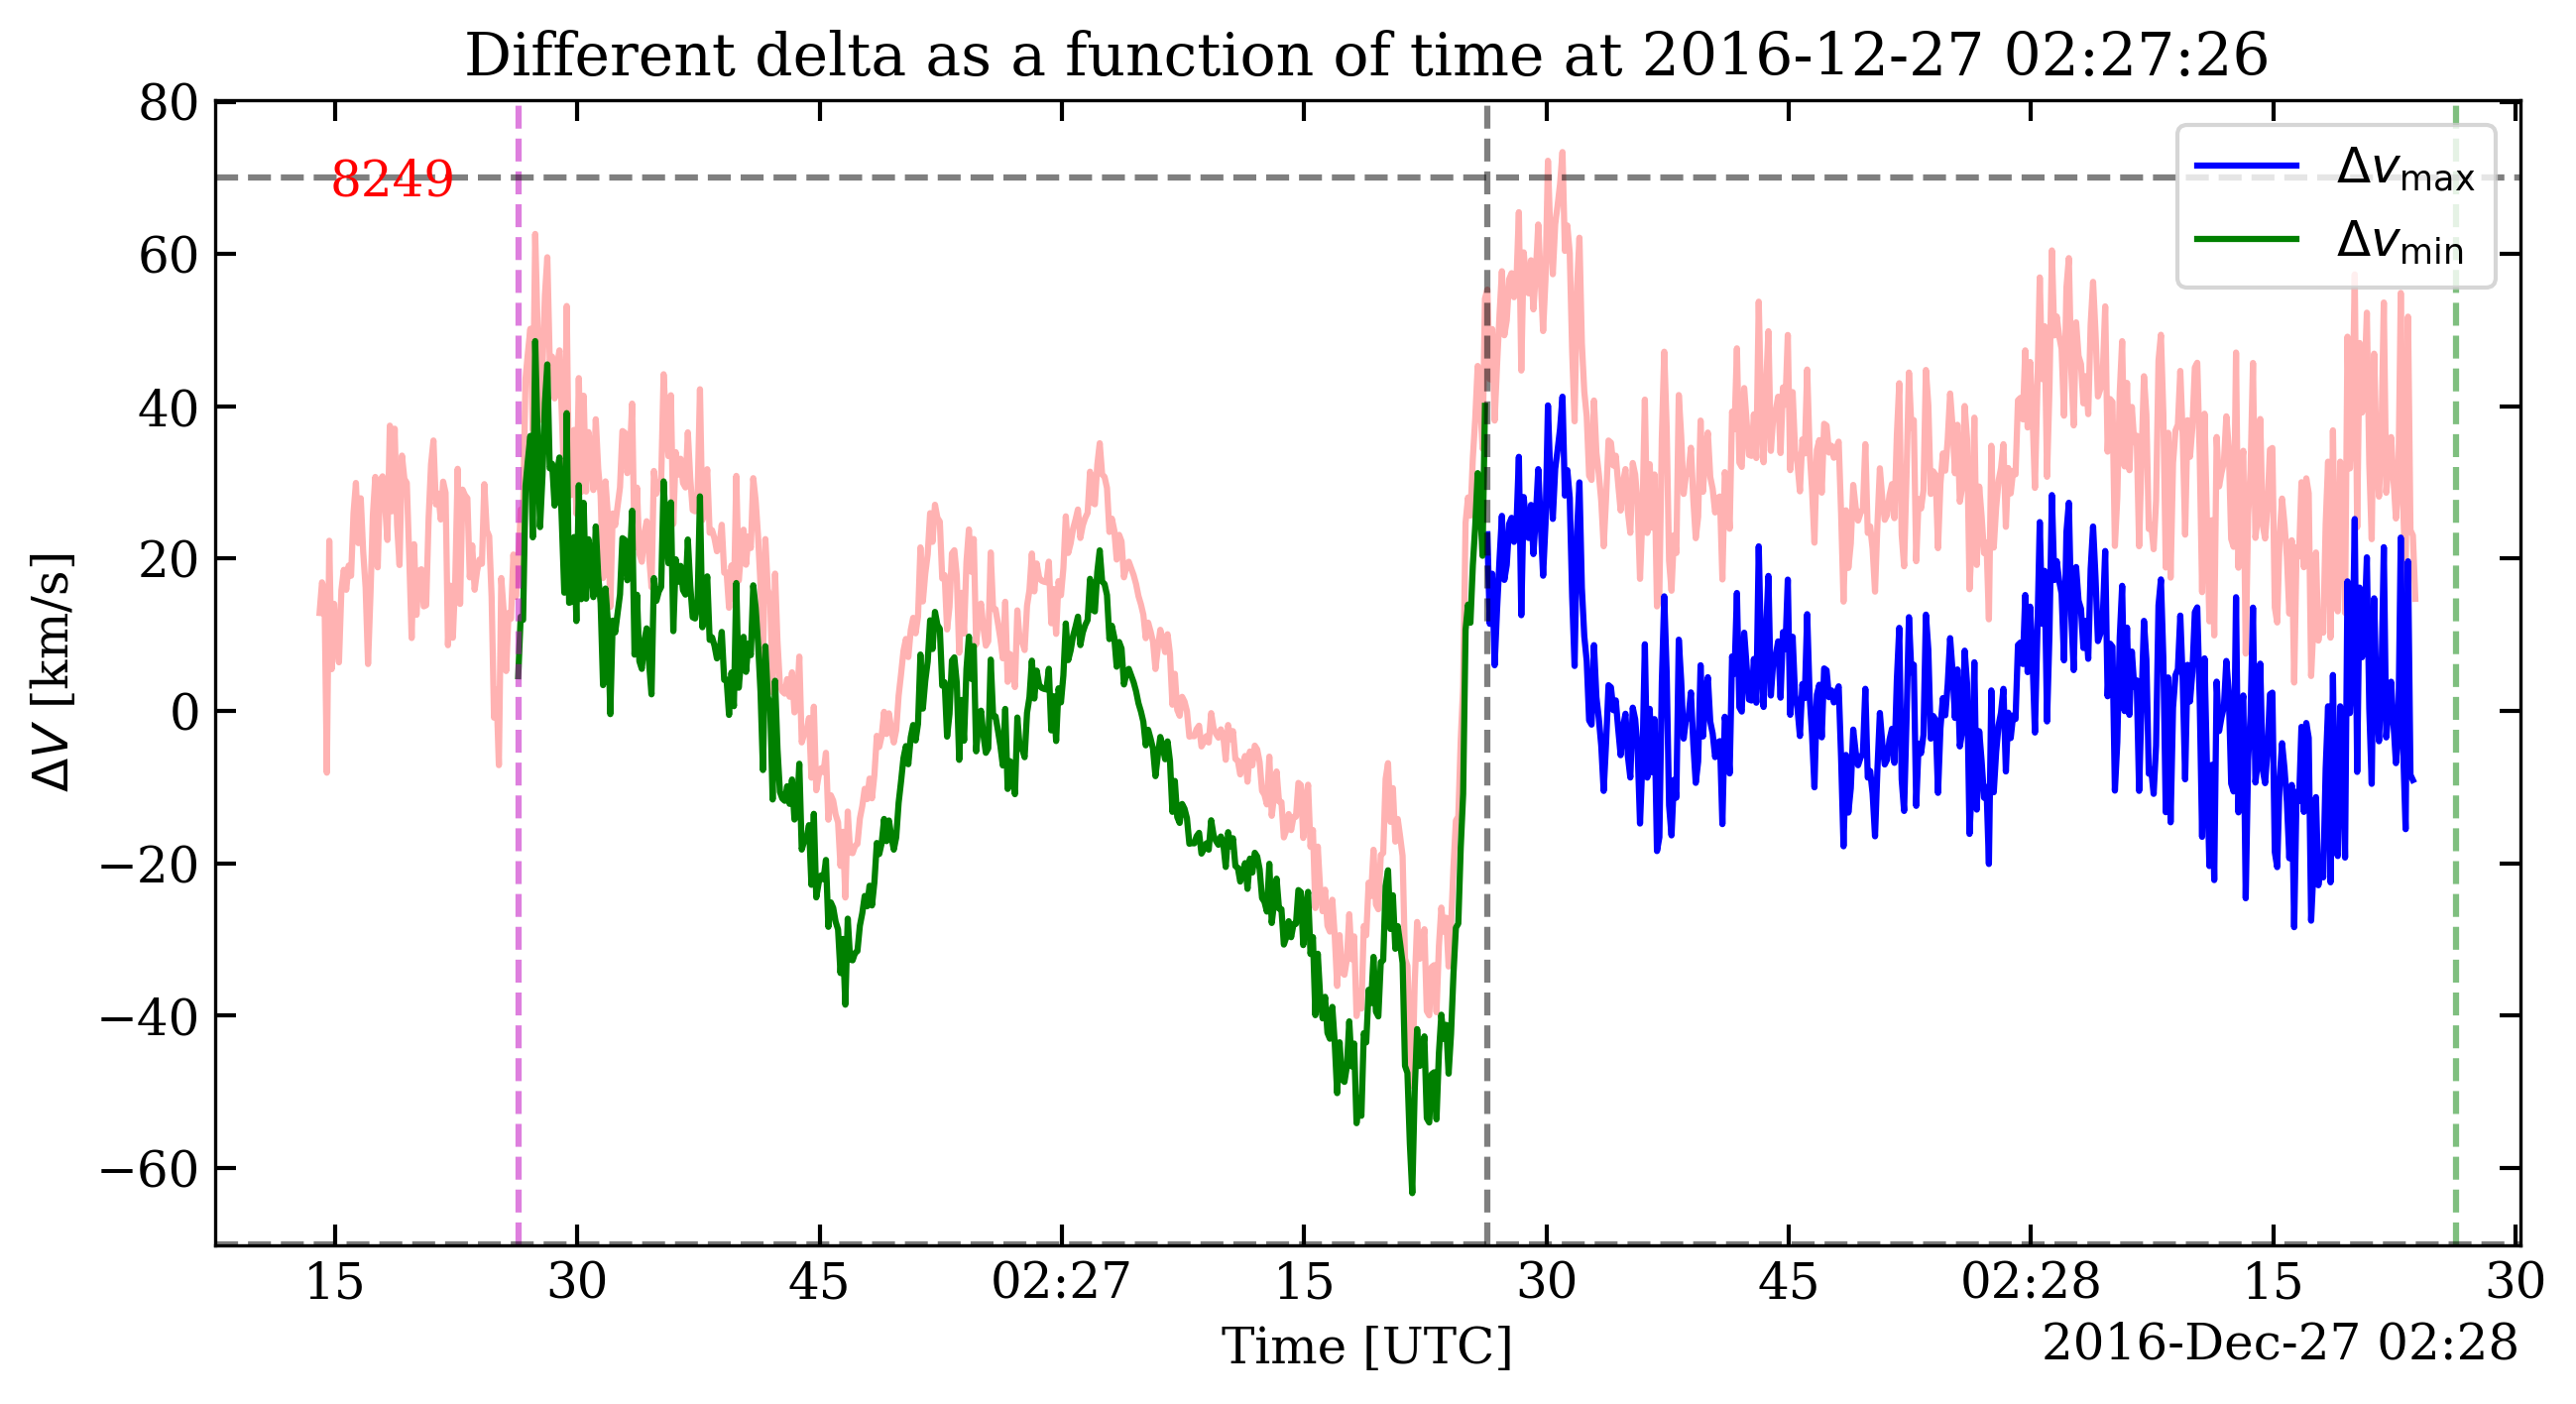 Different delta as a function of time at 2016-12-27 02:27:26
80
60
40
20
0
−20
−40
−60
ΔV [km/s]
8249
Δv_max
Δv_min
15 30 45 02:27 15 30 45 02:28 15 30
Time [UTC]
2016-Dec-27 02:28